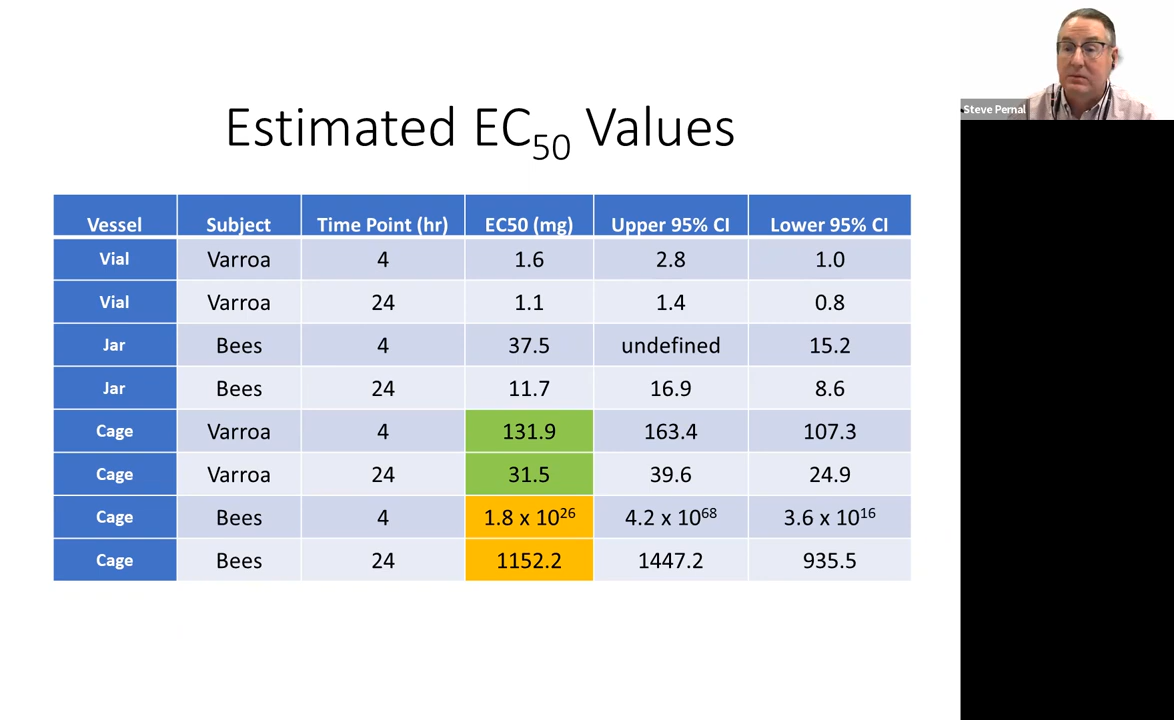 Steve Pernal
Estimated EC50 Values
Vessel Subject Time Point (hr) EC50 (mg) Upper 95% CI Lower 95% CI
Vial Varroa 4 1.6 2.8 1.0
Vial Varroa 24 1.1 1.4 0.8
Jar Bees 4 37.5 undefined 15.2
Jar Bees 24 11.7 16.9 8.6
Cage Varroa 4 131.9 163.4 107.3
Cage Varroa 24 31.5 39.6 24.9
Cage Bees 4 1.8 x 10²⁶ 4.2 x 10⁶⁸ 3.6 x 10¹⁶
Cage Bees 24 1152.2 1447.2 935.5